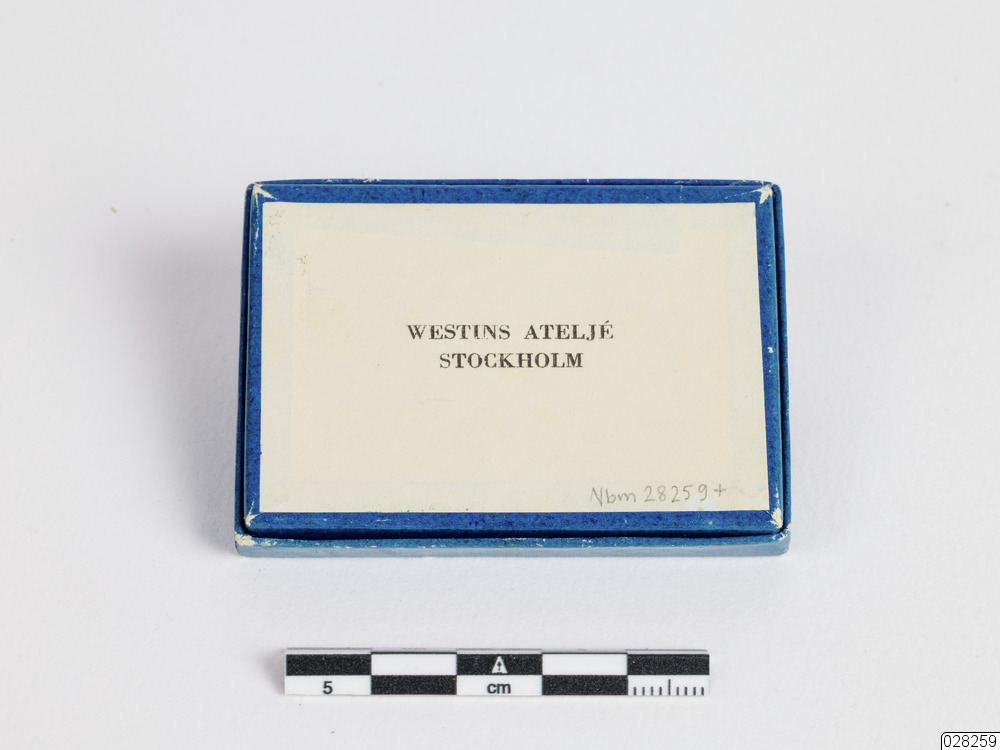 WESTINS ATELJÉ
STOCKHOLM
Nbm 28259+
5 cm
028259